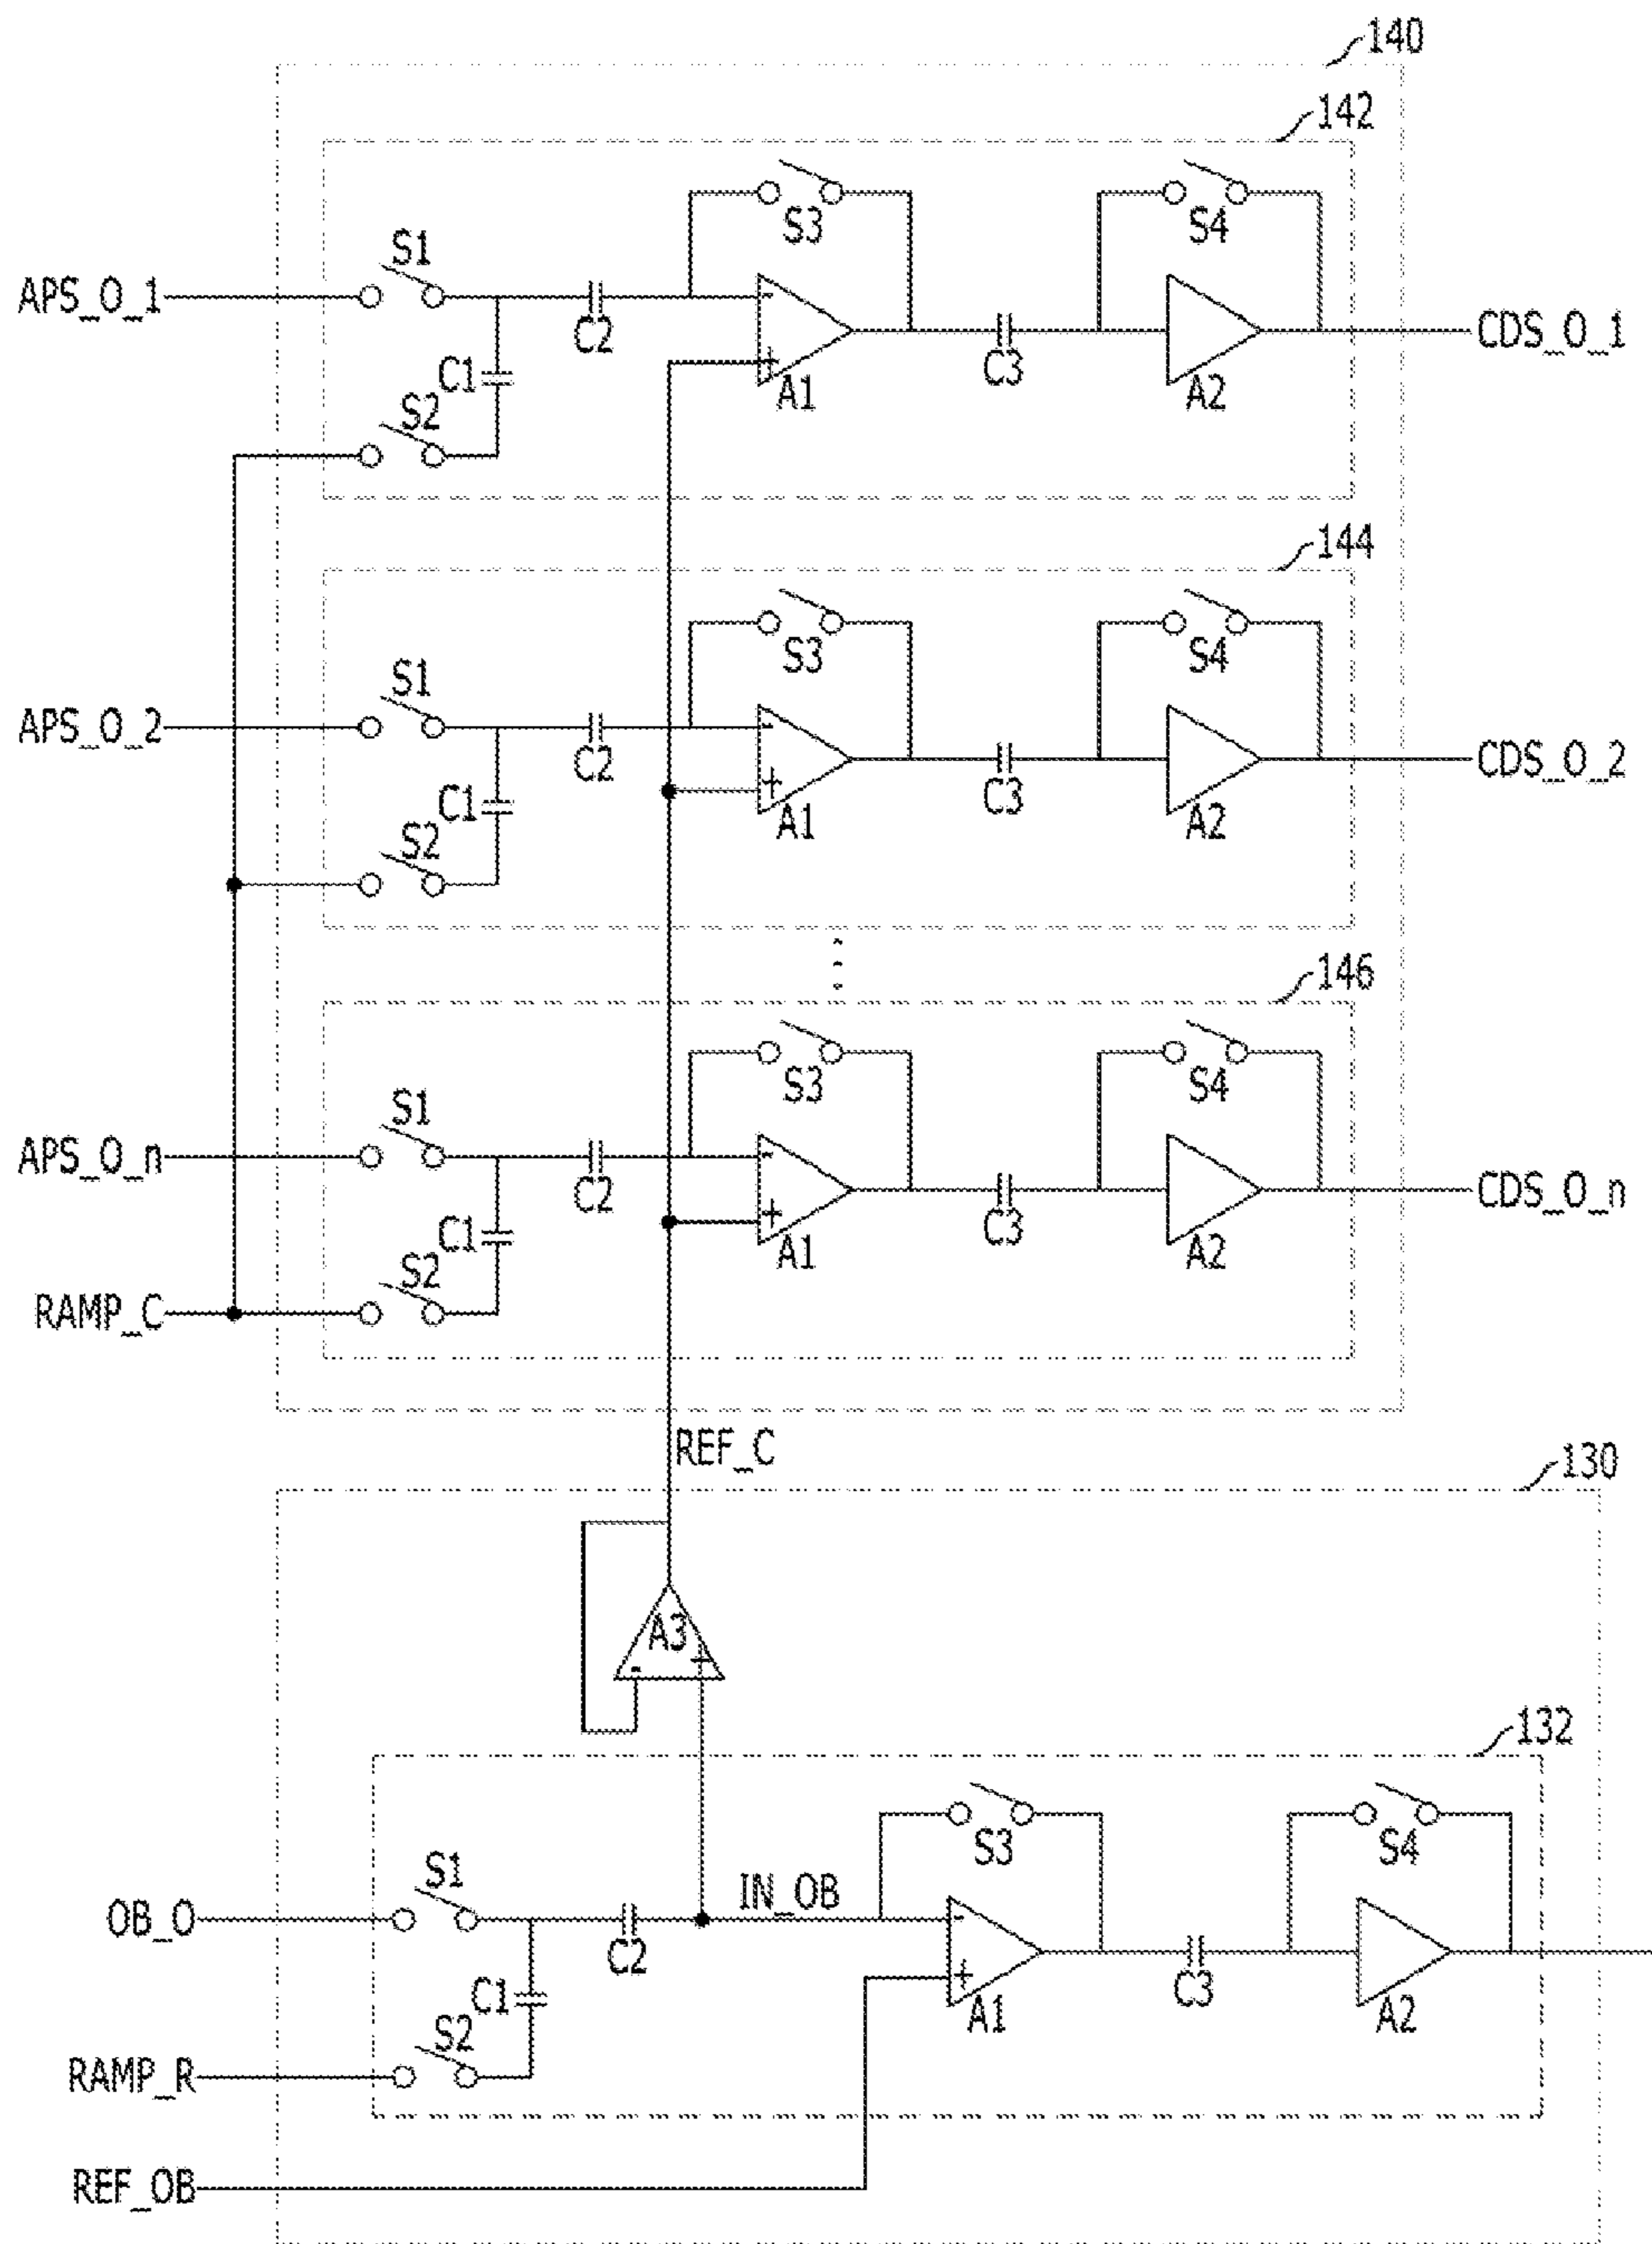 140
142
S3
S4
S1
APS_O_1
C2
- + A1
C3
A2
CDS_O_1
C1
S2
144
S3
S4
S1
APS_O_2
C2
- + A1
C3
A2
CDS_O_2
C1
S2
146
S3
S4
S1
APS_O_n
C2
- + A1
C3
A2
CDS_O_n
C1
S2
RAMP_C
REF_C
130
A3
- +
132
S3
S4
S1
IN_OB
OB_O
C2
- + A1
C3
A2
C1
S2
RAMP_R
REF_OB